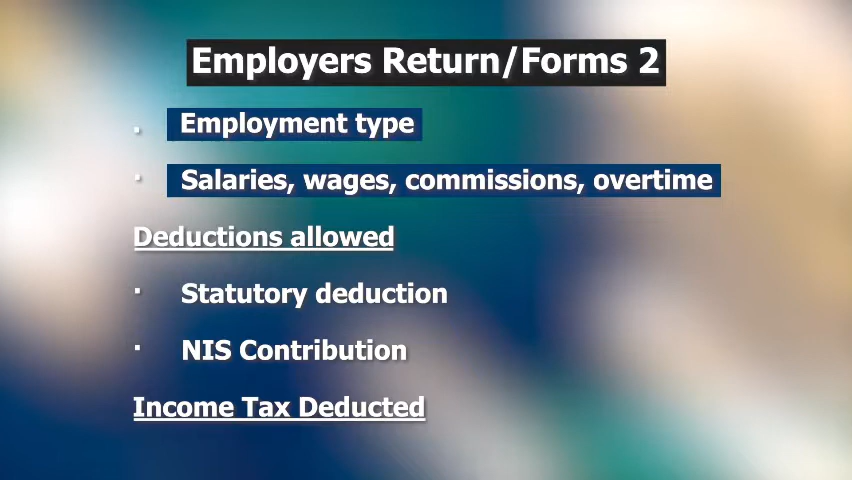 Employers Return/Forms 2
. Employment type
· Salaries, wages, commissions, overtime
Deductions allowed
· Statutory deduction
· NIS Contribution
Income Tax Deducted